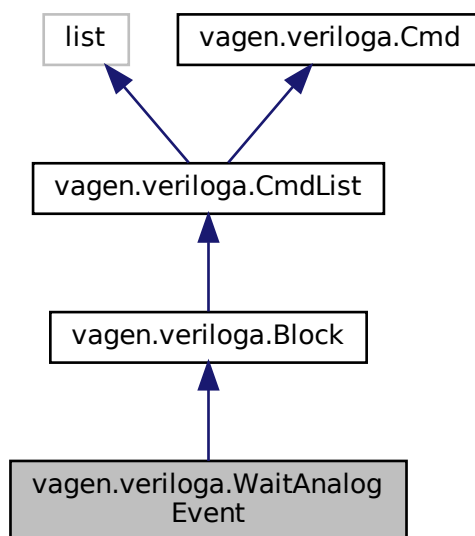 list
vagen.veriloga.Cmd
vagen.veriloga.CmdList
vagen.veriloga.Block
vagen.veriloga.WaitAnalog
Event